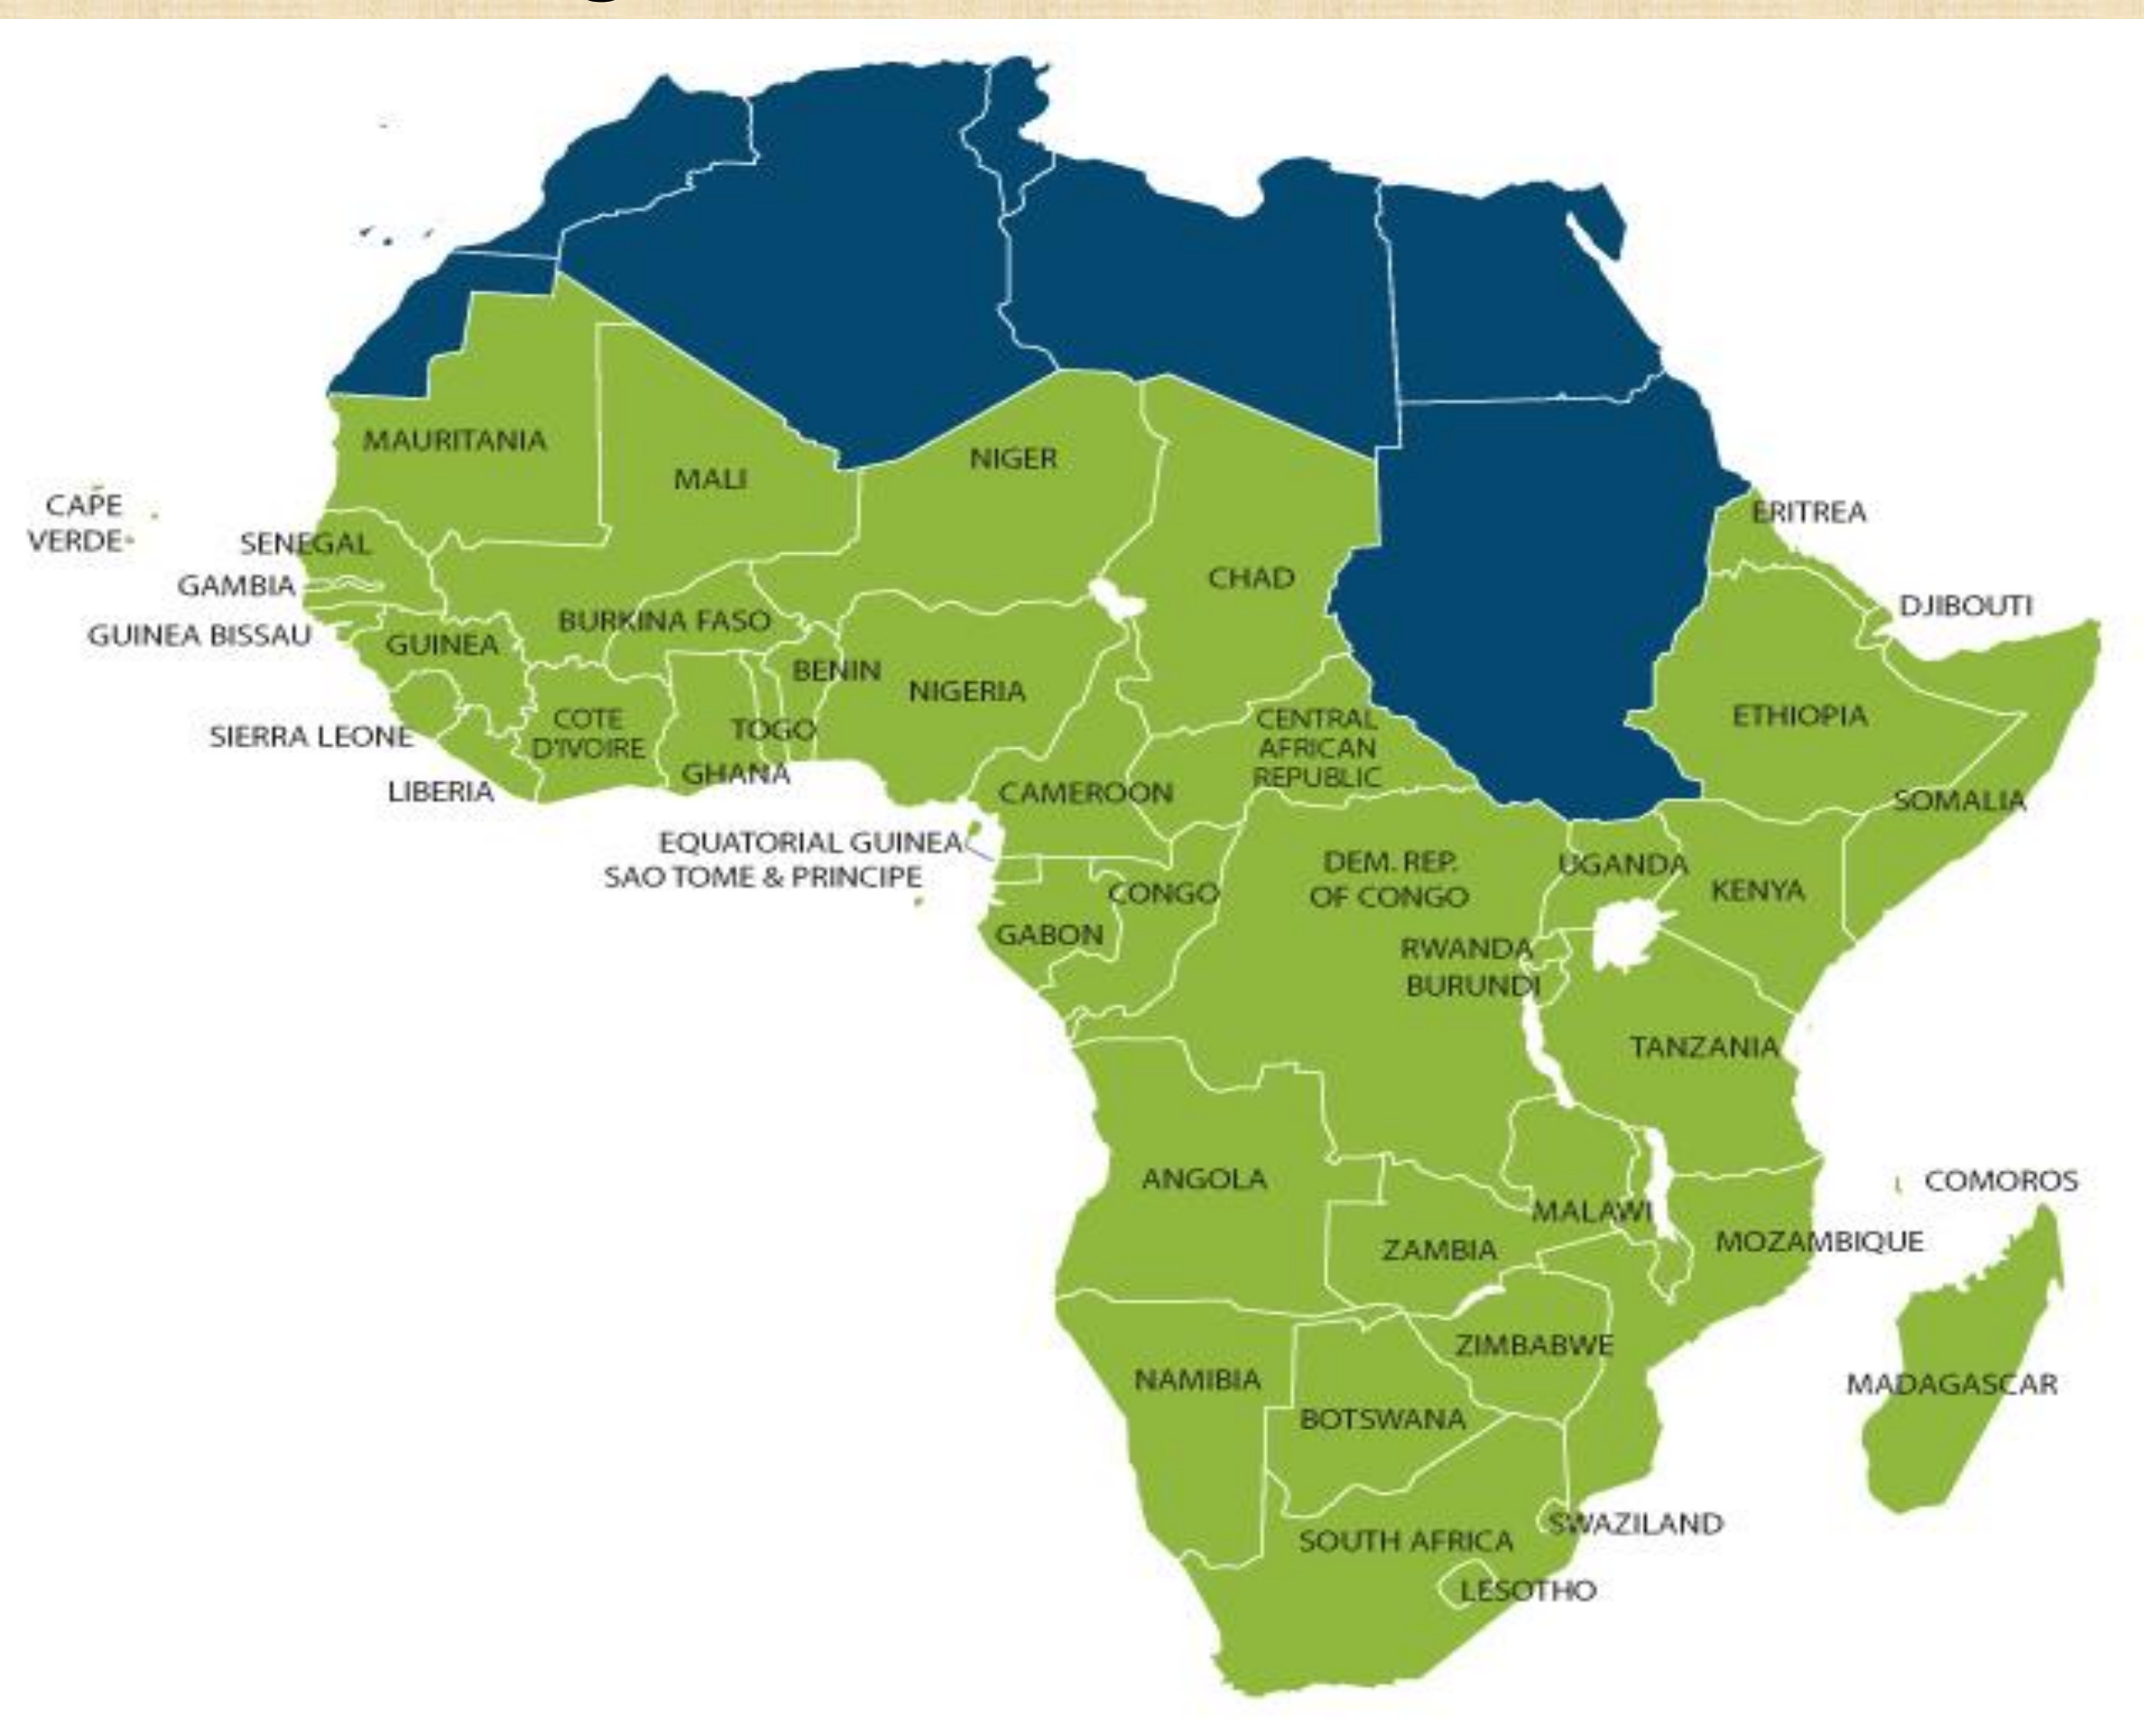 MAURITANIA
NIGER
MALI
CAPE
VERDE
ERITREA
SENEGAL
CHAD
GAMBIA
DJIBOUTI
BURKINA FASO
GUINEA BISSAU
GUINEA
BENIN
NIGERIA
COTE
D'IVOIRE
CENTRAL
AFRICAN
REPUBLIC
ETHIOPIA
TOGO
SIERRA LEONE
GHANA
LIBERIA
CAMEROON
SOMALIA
EQUATORIAL GUINEA
SAO TOME & PRINCIPE
DEM. REP.
OF CONGO
UGANDA
KENYA
CONGO
GABON
RWANDA
BURUNDI
TANZANIA
ANGOLA
COMOROS
MALAWI
ZAMBIA
MOZAMBIQUE
ZIMBABWE
NAMIBIA
MADAGASCAR
BOTSWANA
SWAZILAND
SOUTH AFRICA
LESOTHO